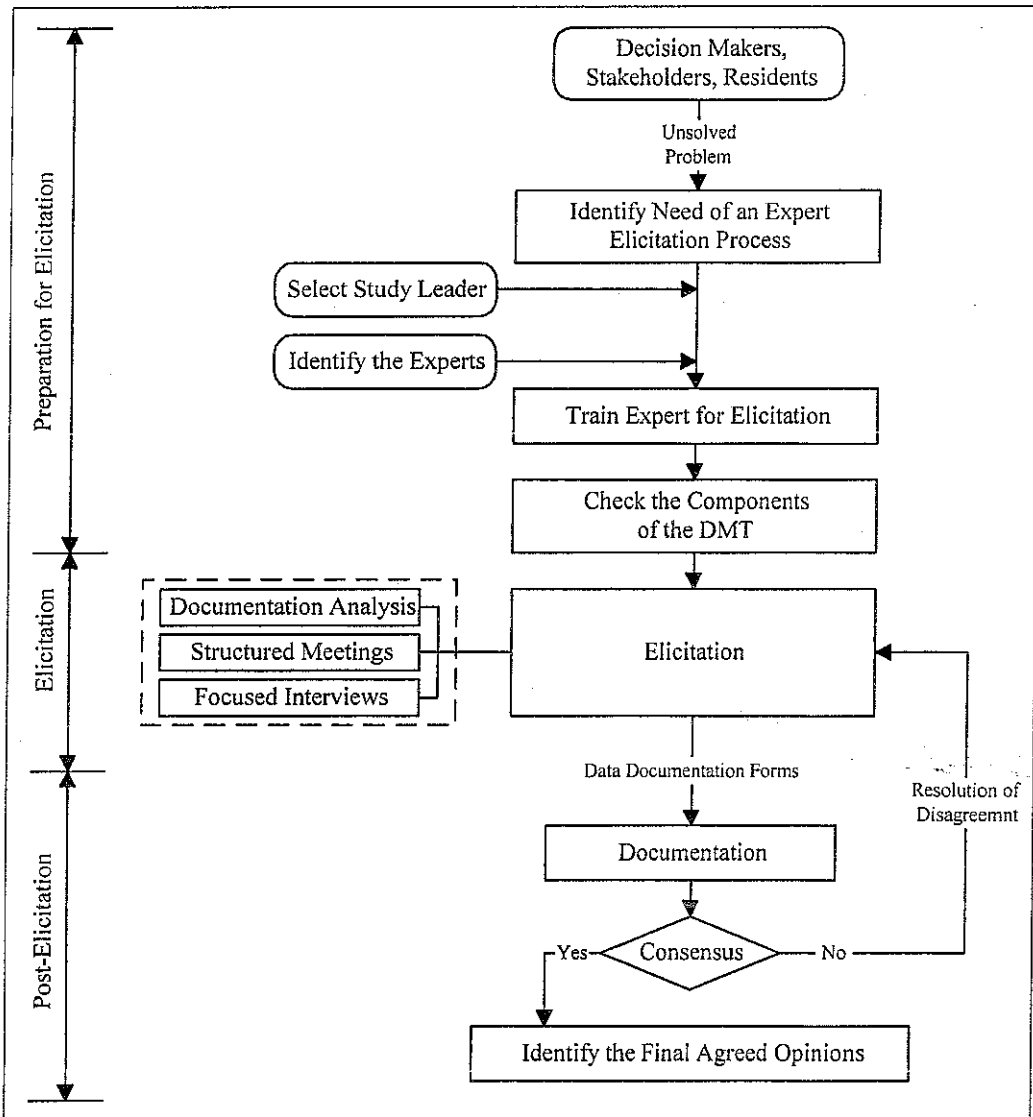 Decision Makers,
Stakeholders, Residents
Unsolved
Problem
Identify Need of an Expert
Elicitation Process
Select Study Leader
Identify the Experts
Train Expert for Elicitation
Check the Components
of the DMT
Preparation for Elicitation
Documentation Analysis
Structured Meetings
Focused Interviews
Elicitation
Elicitation
Data Documentation Forms
Resolution of
Disagreemnt
Documentation
Yes
Consensus
No
Identify the Final Agreed Opinions
Post-Elicitation